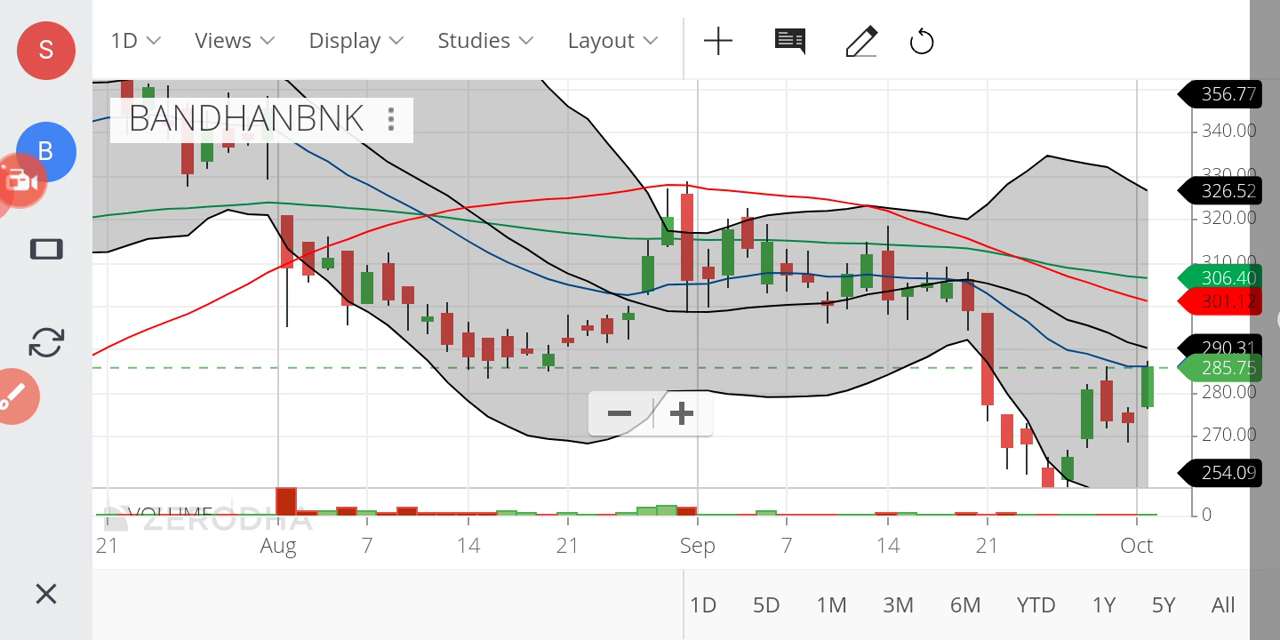 S
1D Views Display Studies Layout
B
BANDHANBNK
356.77
340.00
330.00
326.52
320.00
310.00
306.40
301.12
290.31
285.75
280.00
270.00
254.09
VOLUME
ZERODHA
0
21 Aug 7 14 21 Sep 7 14 21 Oct
1D 5D 1M 3M 6M YTD 1Y 5Y All